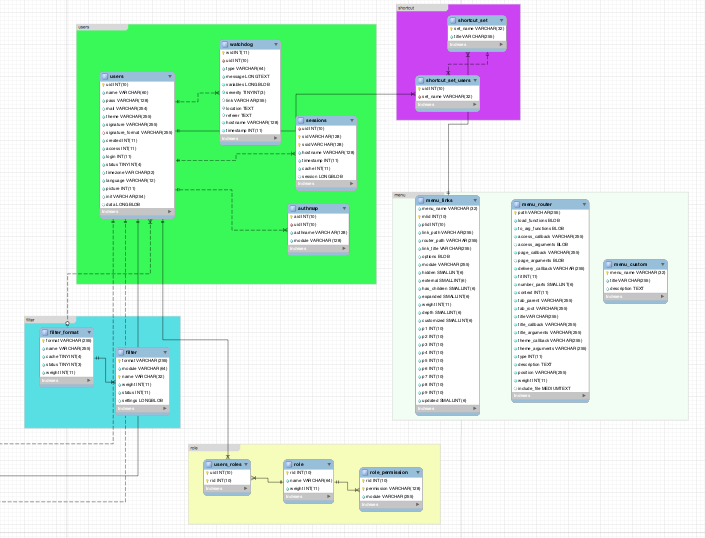 shortcut
shortcut_set
set_name VARCHAR(32)
title VARCHAR(255)
Indexes
shortcut_set_users
uid INT(10)
set_name VARCHAR(32)
Indexes
users
users
uid INT(10)
name VARCHAR(60)
pass VARCHAR(128)
mail VARCHAR(254)
theme VARCHAR(255)
signature VARCHAR(255)
signature_format VARCHAR(255)
created INT(11)
access INT(11)
login INT(11)
status TINYINT(4)
timezone VARCHAR(32)
language VARCHAR(12)
picture INT(11)
init VARCHAR(254)
data LONGBLOB
Indexes
watchdog
wid INT(11)
uid INT(10)
type VARCHAR(64)
message LONGTEXT
variables LONGBLOB
severity TINYINT(3)
link VARCHAR(255)
location TEXT
referer TEXT
hostname VARCHAR(128)
timestamp INT(11)
Indexes
sessions
uid INT(10)
sid VARCHAR(128)
ssid VARCHAR(128)
hostname VARCHAR(128)
timestamp INT(11)
cache INT(11)
session LONGBLOB
Indexes
authmap
aid INT(10)
uid INT(10)
authname VARCHAR(128)
module VARCHAR(128)
Indexes
menu
menu_links
menu_name VARCHAR(32)
mlid INT(10)
plid INT(10)
link_path VARCHAR(255)
router_path VARCHAR(255)
link_title VARCHAR(255)
options BLOB
module VARCHAR(255)
hidden SMALLINT(6)
external SMALLINT(6)
has_children SMALLINT(6)
expanded SMALLINT(6)
weight INT(11)
depth SMALLINT(6)
customized SMALLINT(6)
p1 INT(10)
p2 INT(10)
p3 INT(10)
p4 INT(10)
p5 INT(10)
p6 INT(10)
p7 INT(10)
p8 INT(10)
p9 INT(10)
updated SMALLINT(6)
Indexes
menu_router
path VARCHAR(255)
load_functions BLOB
to_arg_functions BLOB
access_callback VARCHAR(255)
access_arguments BLOB
page_callback VARCHAR(255)
page_arguments BLOB
delivery_callback VARCHAR(255)
fit INT(11)
number_parts SMALLINT(6)
context INT(11)
tab_parent VARCHAR(255)
tab_root VARCHAR(255)
title VARCHAR(255)
title_callback VARCHAR(255)
title_arguments VARCHAR(255)
theme_callback VARCHAR(255)
theme_arguments VARCHAR(255)
type INT(11)
description TEXT
position VARCHAR(255)
weight INT(11)
include_file MEDIUMTEXT
Indexes
menu_custom
menu_name VARCHAR(32)
title VARCHAR(255)
description TEXT
Indexes
filter
filter_format
format VARCHAR(255)
name VARCHAR(255)
cache TINYINT(4)
status TINYINT(3)
weight INT(11)
Indexes
filter
format VARCHAR(255)
module VARCHAR(64)
name VARCHAR(32)
weight INT(11)
status INT(11)
settings LONGBLOB
Indexes
role
users_roles
uid INT(10)
rid INT(10)
Indexes
role
rid INT(10)
name VARCHAR(64)
weight INT(11)
Indexes
role_permission
rid INT(10)
permission VARCHAR(128)
module VARCHAR(255)
Indexes